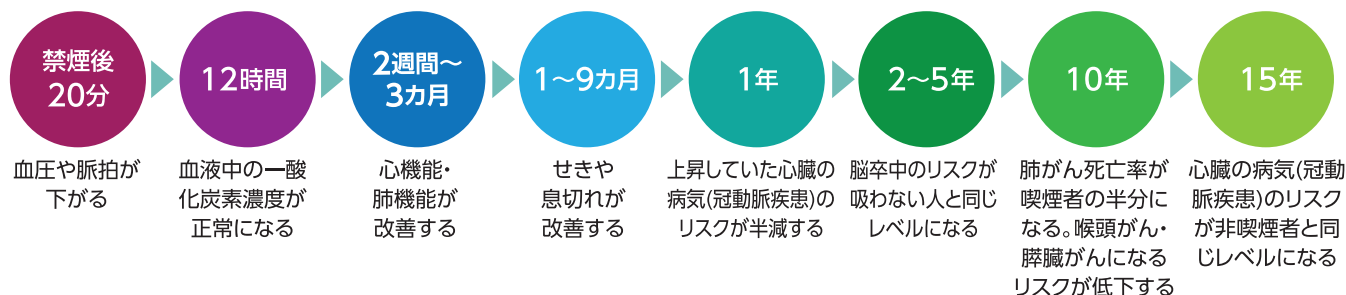 禁煙後
20分
血圧や脈拍が
下がる
12時間
血液中の一酸
化炭素濃度が
正常になる
2週間〜
3カ月
心機能・
肺機能が
改善する
1〜9カ月
せきや
息切れが
改善する
1年
上昇していた心臓の
病気(冠動脈疾患)の
リスクが半減する
2〜5年
脳卒中のリスクが
吸わない人と同じ
レベルになる
10年
肺がん死亡率が
喫煙者の半分に
なる。喉頭がん・
膵臓がんになる
リスクが低下する
15年
心臓の病気(冠動
脈疾患)のリスク
が非喫煙者と同
じレベルになる